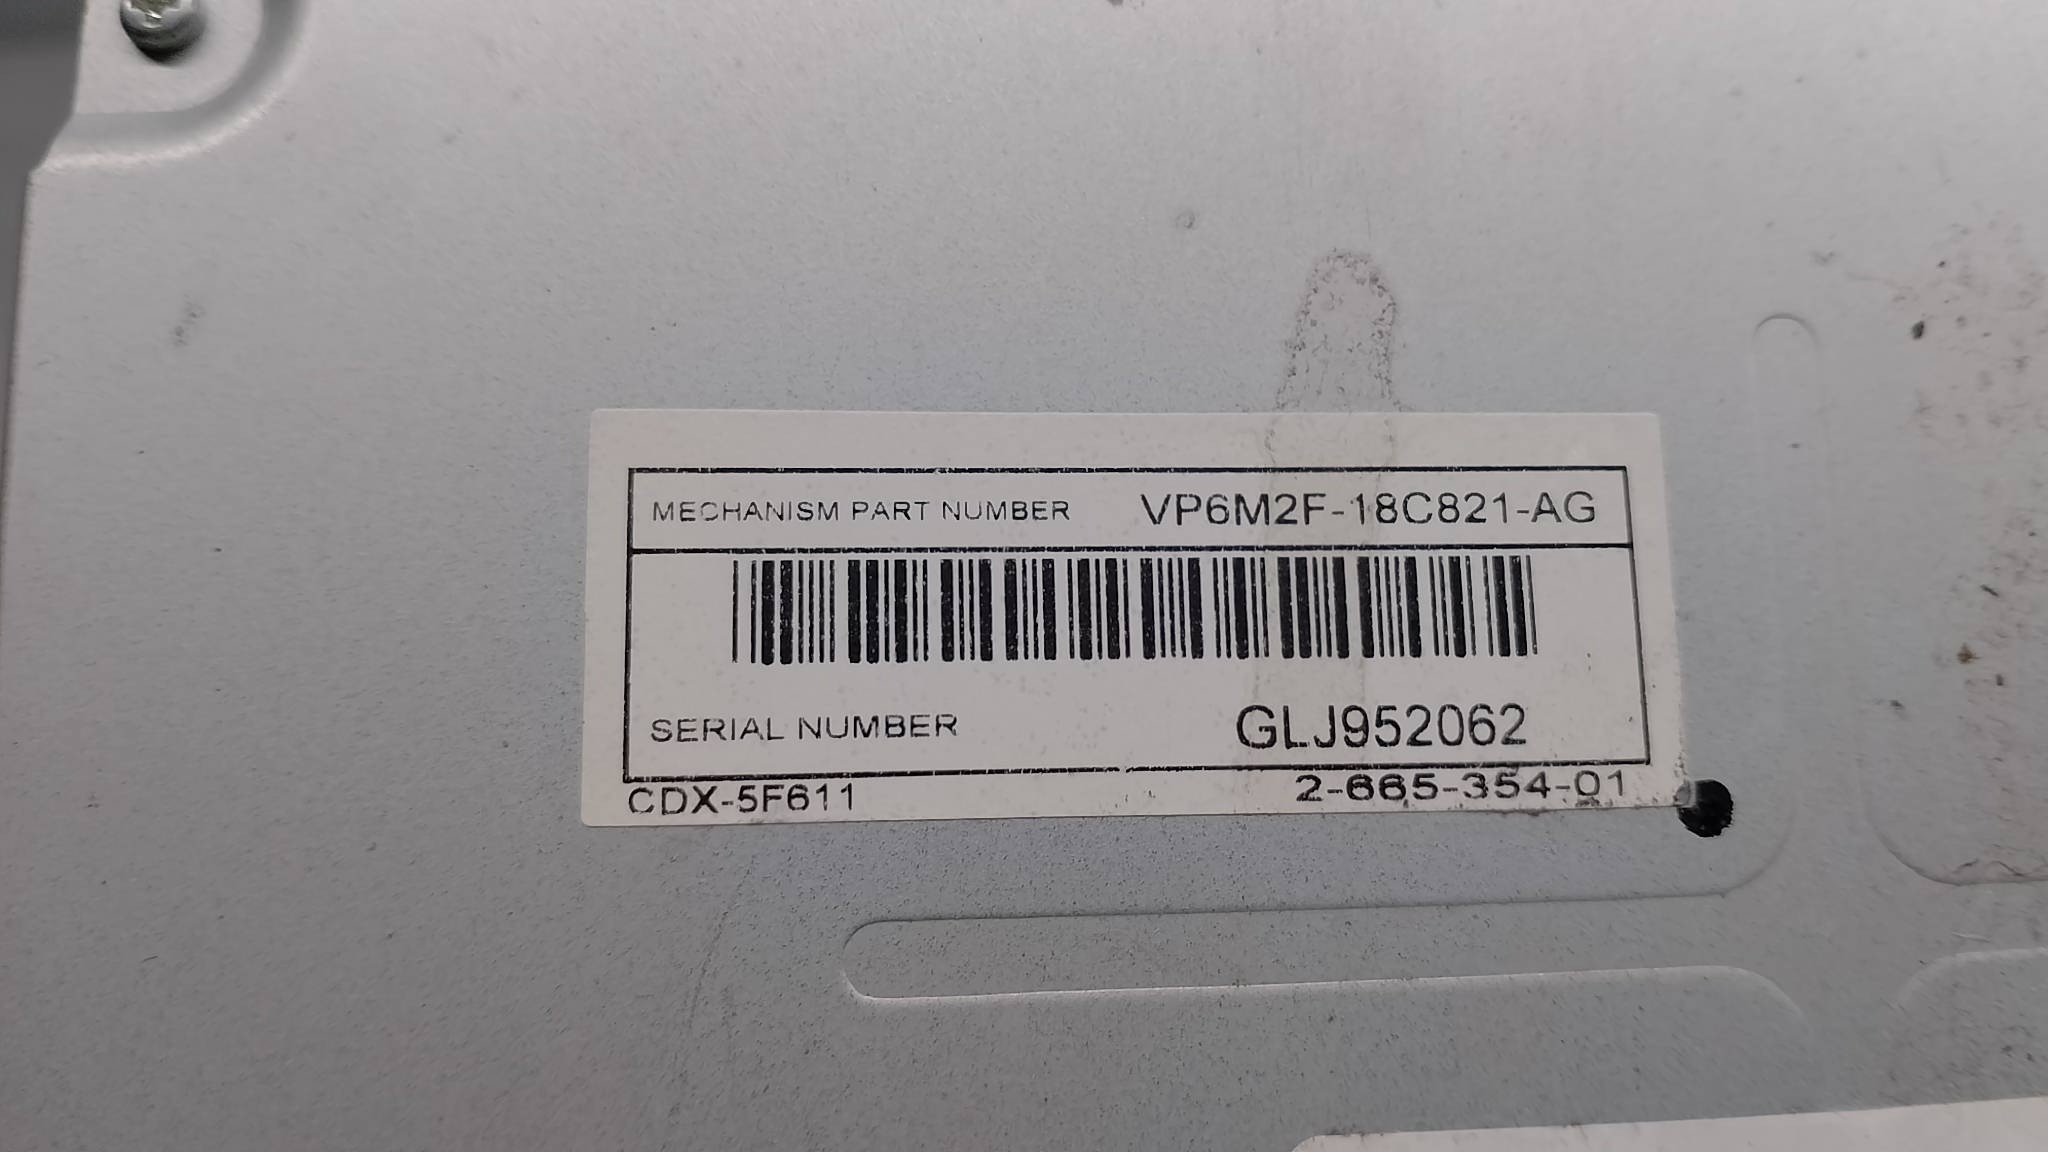 MECHANISM PART NUMBER VP6M2F-18C821-AG
SERIAL NUMBER GLJ952062
CDX-5F611 2-665-354-01